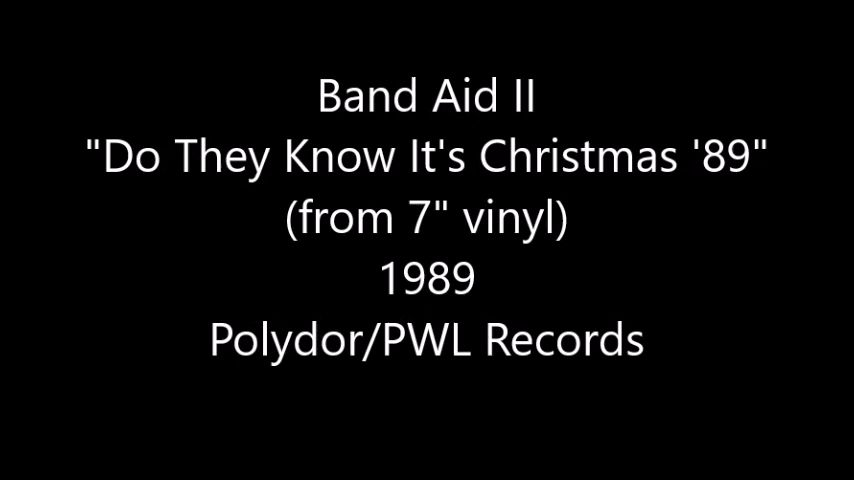 Band Aid II
"Do They Know It's Christmas '89"
(from 7" vinyl)
1989
Polydor/PWL Records